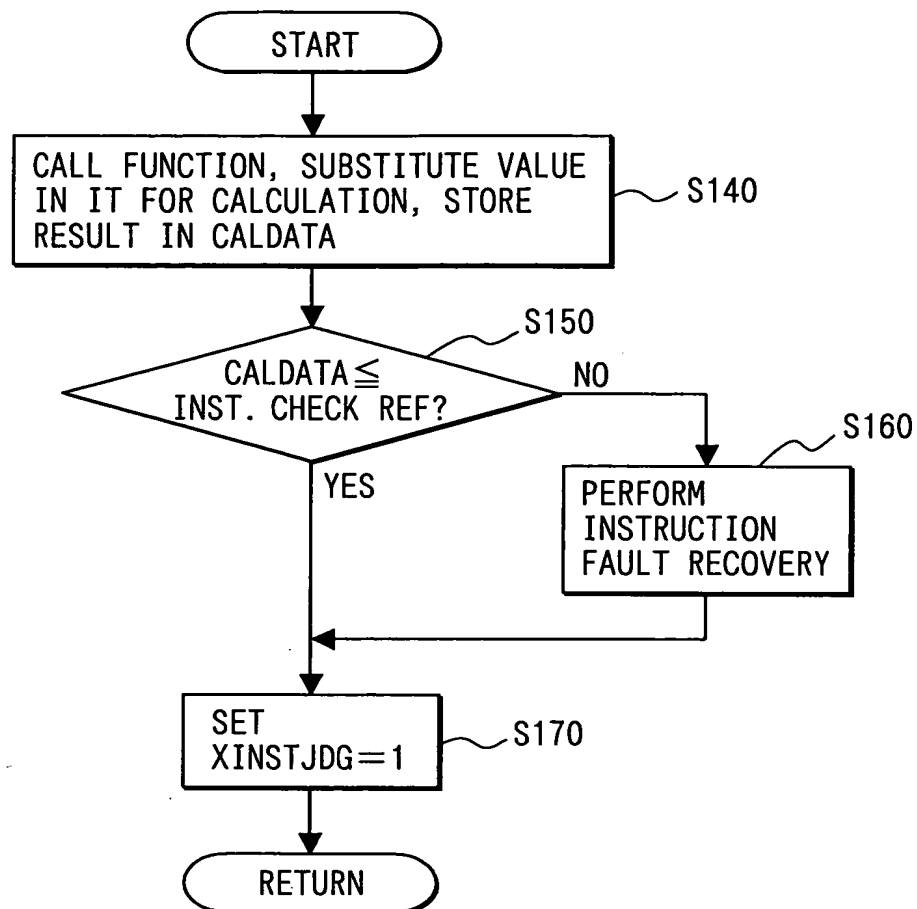 START
CALL FUNCTION, SUBSTITUTE VALUE
IN IT FOR CALCULATION, STORE
RESULT IN CALDATA
S140
S150
CALDATA≦
INST. CHECK REF?
NO
YES
S160
PERFORM
INSTRUCTION
FAULT RECOVERY
SET
XINSTJDG=1
S170
RETURN